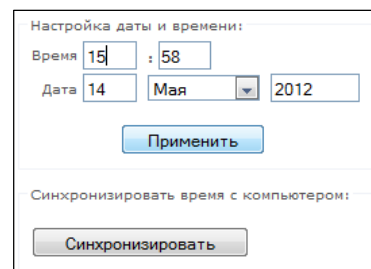 Настройка даты и времени:
Время 15 : 58
Дата 14 Мая 2012
Применить
Синхронизировать время с компьютером:
Синхронизировать